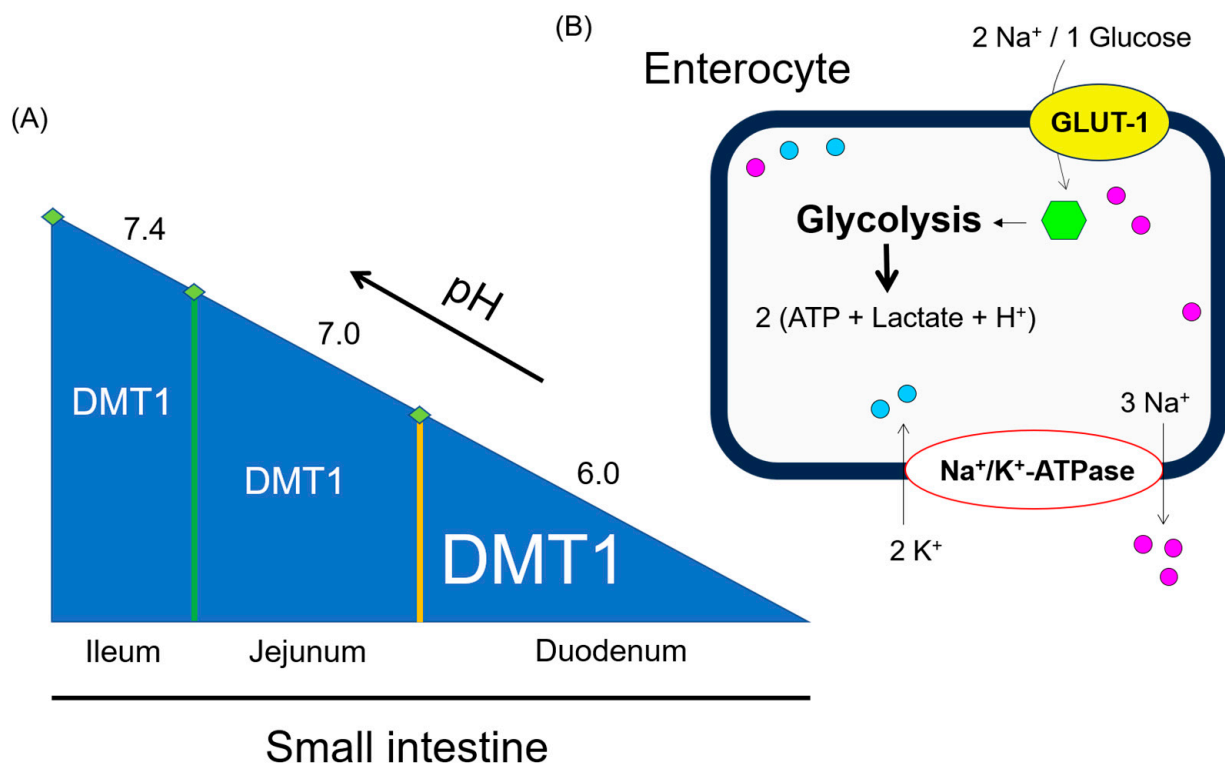 (A)
7.4
7.0
pH
6.0
DMT1
DMT1
DMT1
Ileum
Jejunum
Duodenum
Small intestine
(B)
Enterocyte
2 Na⁺ / 1 Glucose
GLUT-1
Glycolysis
2 (ATP + Lactate + H⁺)
3 Na⁺
Na⁺/K⁺-ATPase
2 K⁺